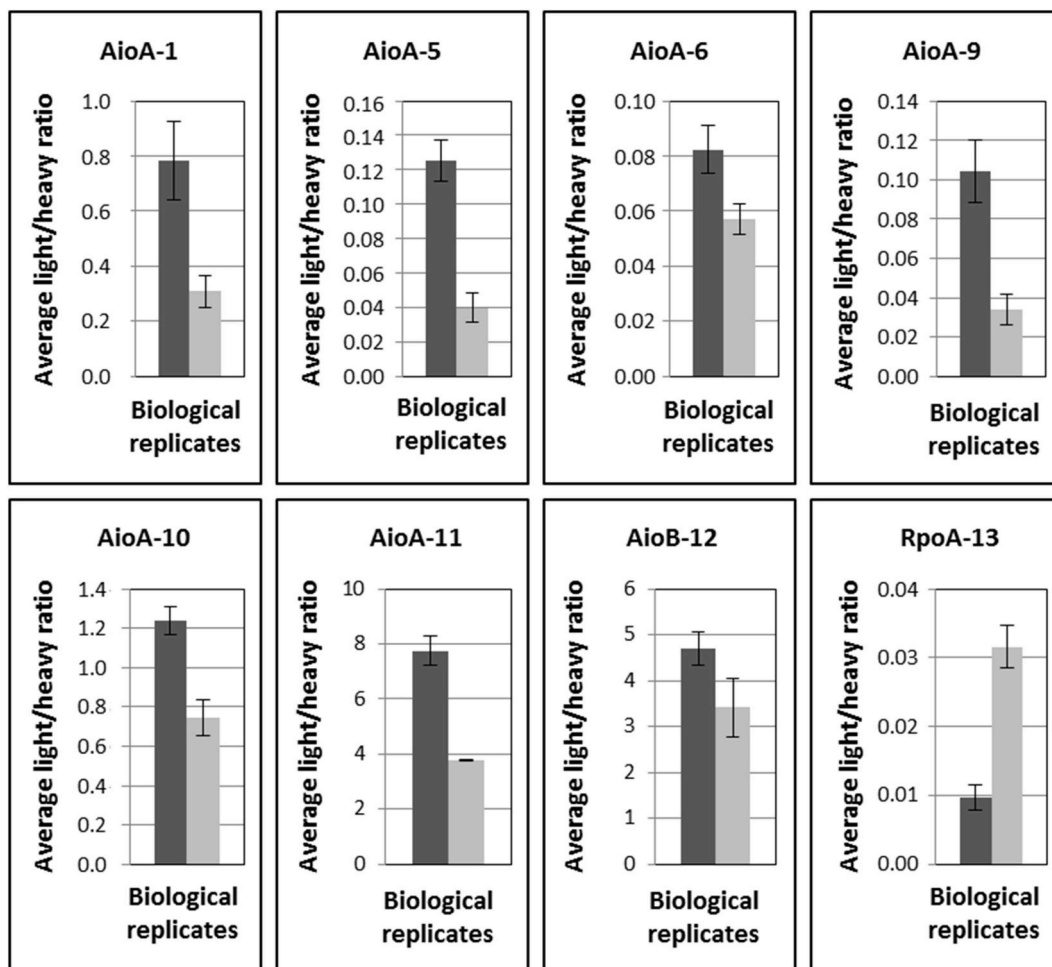 AioA-1
Average light/heavy ratio
1.0
0.8
0.6
0.4
0.2
0.0
Biological
replicates
AioA-5
Average light/heavy ratio
0.16
0.14
0.12
0.10
0.08
0.06
0.04
0.02
0.00
Biological
replicates
AioA-6
Average light/heavy ratio
0.10
0.08
0.06
0.04
0.02
0.00
Biological
replicates
AioA-9
Average light/heavy ratio
0.14
0.12
0.10
0.08
0.06
0.04
0.02
0.00
Biological
replicates
AioA-10
Average light/heavy ratio
1.4
1.2
1.0
0.8
0.6
0.4
0.2
0.0
Biological
replicates
AioA-11
Average light/heavy ratio
10
8
6
4
2
0
Biological
replicates
AioB-12
Average light/heavy ratio
6
5
4
3
2
1
0
Biological
replicates
RpoA-13
Average light/heavy ratio
0.04
0.03
0.02
0.01
0.00
Biological
replicates